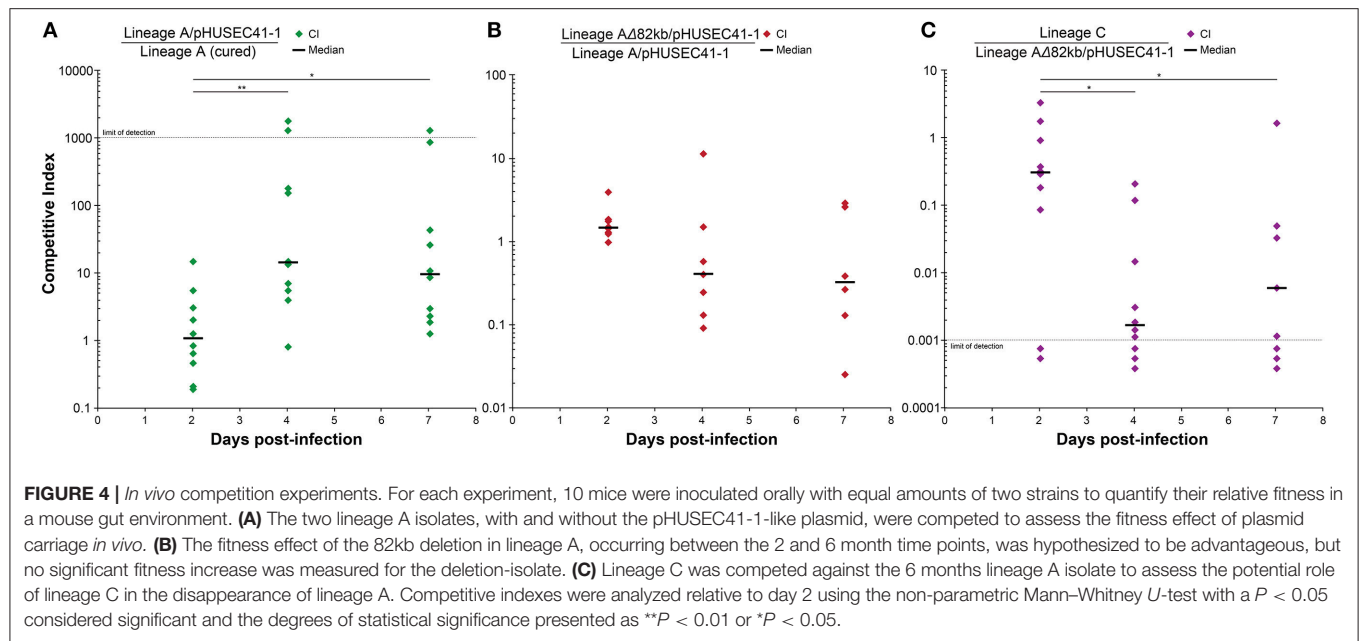 A
Lineage A/pHUSEC41-1
Lineage A (cured)
CI
Median
10000
1000
100
10
1
0.1
limit of detection
**
*
Competitive Index
0 1 2 3 4 5 6 7 8
Days post-infection
B
Lineage AΔ82kb/pHUSEC41-1
Lineage A/pHUSEC41-1
CI
Median
100
10
1
0.1
0.01
1 2 3 4 5 6 7 8
Days post-infection
C
Lineage C
Lineage AΔ82kb/pHUSEC41-1
CI
Median
10
1
0.1
0.01
0.001
0.0001
limit of detection
*
*
0 1 2 3 4 5 6 7 8
Days post-infection
FIGURE 4 | In vivo competition experiments. For each experiment, 10 mice were inoculated orally with equal amounts of two strains to quantify their relative fitness in
a mouse gut environment. (A) The two lineage A isolates, with and without the pHUSEC41-1-like plasmid, were competed to assess the fitness effect of plasmid
carriage in vivo. (B) The fitness effect of the 82kb deletion in lineage A, occurring between the 2 and 6 month time points, was hypothesized to be advantageous, but
no significant fitness increase was measured for the deletion-isolate. (C) Lineage C was competed against the 6 months lineage A isolate to assess the potential role
of lineage C in the disappearance of lineage A. Competitive indexes were analyzed relative to day 2 using the non-parametric Mann–Whitney U-test with a P < 0.05
considered significant and the degrees of statistical significance presented as **P < 0.01 or *P < 0.05.